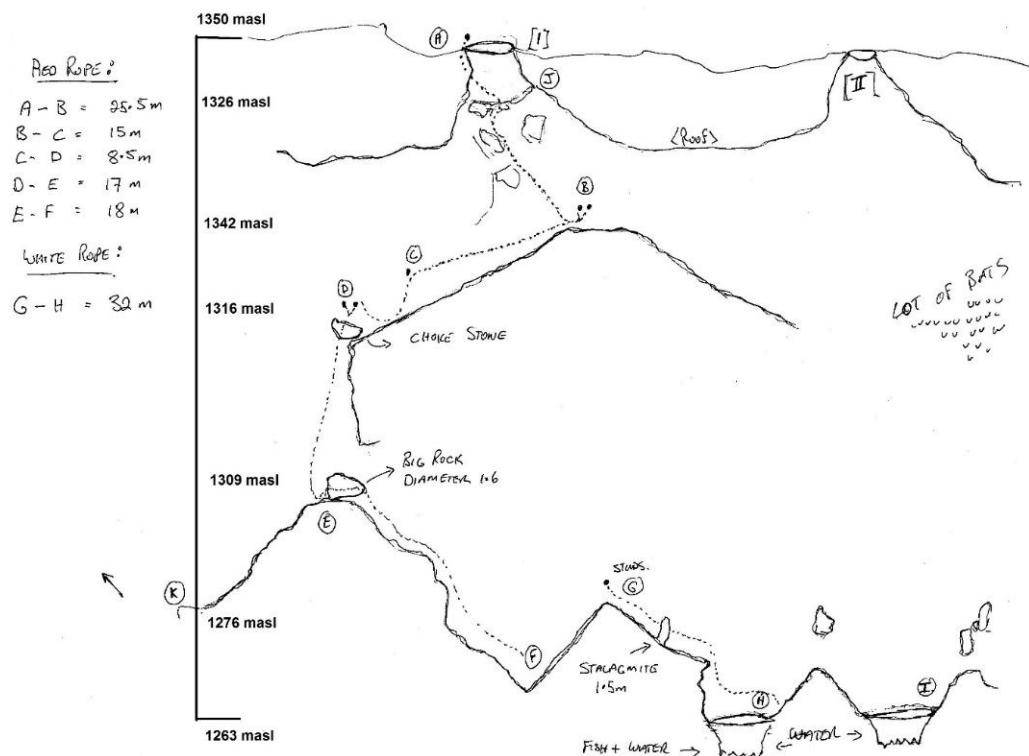 1350 masl
A
[I]
RED ROPE:
J
[II]
A - B = 25.5m
1326 masl
B - C = 15m
<ROOF>
C - D = 8.5m
D - E = 17m
B
E - F = 18m
1342 masl
WHITE ROPE:
C
G - H = 32m
D
1316 masl
LOT OF BATS
CHOKE STONE
BIG ROCK
DIAMETER 1.6
1309 masl
E
STUDS.
G
K
1276 masl
F
STALAGMITE
1.5m
H
I
1263 masl
FISH + WATER
WATER